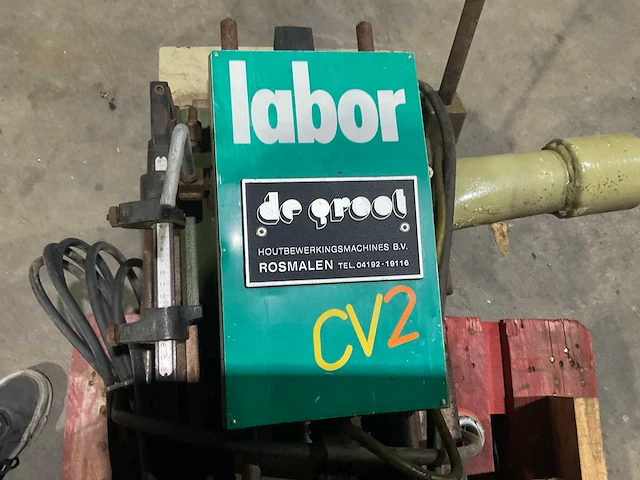 labor
de groot
HOUTBEWERKINGSMACHINES B.V.
ROSMALEN TEL. 04192-19116
CV2